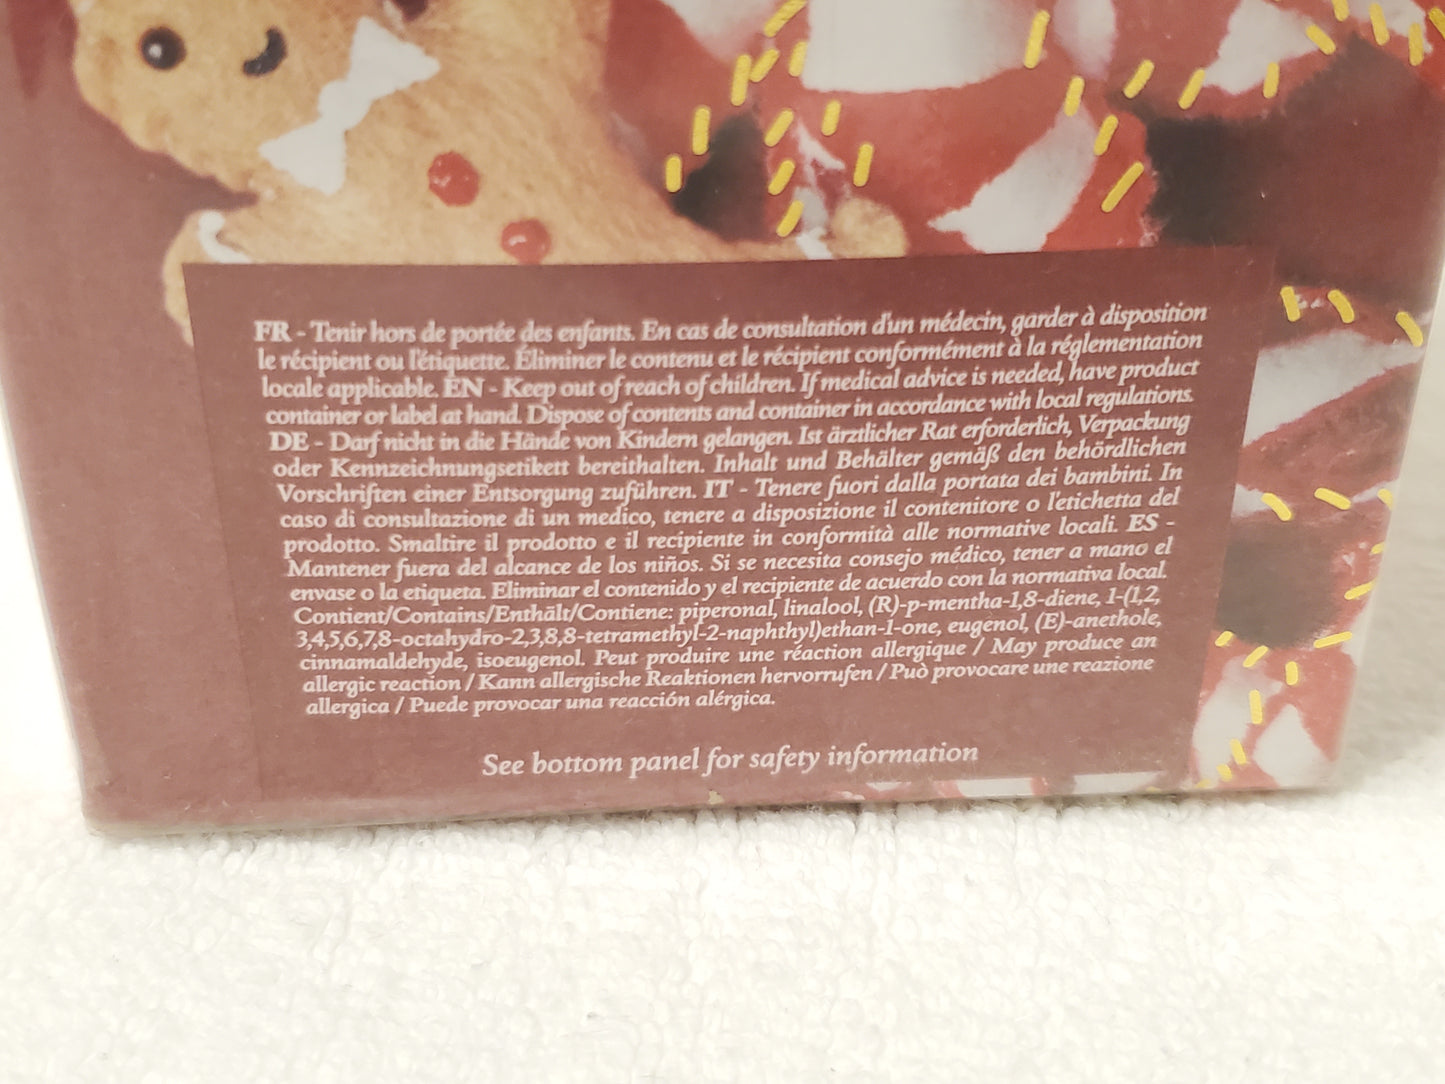 FR - Tenir hors de portée des enfants. En cas de consultation d'un médecin, garder à disposition
le récipient ou l'étiquette. Éliminer le contenu et le récipient conformément à la réglementation
locale applicable. EN - Keep out of reach of children. If medical advice is needed, have product
container or label at hand. Dispose of contents and container in accordance with local regulations.
DE - Darf nicht in die Hände von Kindern gelangen. Ist ärztlicher Rat erforderlich, Verpackung
oder Kennzeichnungsetikett bereithalten. Inhalt und Behälter gemäß den behördlichen
Vorschriften einer Entsorgung zuführen. IT - Tenere fuori dalla portata dei bambini. In
caso di consultazione di un medico, tenere a disposizione il contenitore o l'etichetta del
prodotto. Smaltire il prodotto e il recipiente in conformità alle normative locali. ES -
Mantener fuera del alcance de los niños. Si se necesita consejo médico, tener a mano el
envase o la etiqueta. Eliminar el contenido y el recipiente de acuerdo con la normativa local.
Contient/Contains/Enthält/Contiene: piperonal, linalool, (R)-p-mentha-1,8-diene, 1-(1,2,
3,4,5,6,7,8-octahydro-2,3,8,8-tetramethyl-2-naphthyl)ethan-1-one, eugenol, (E)-anethole,
cinnamaldehyde, isoeugenol. Peut produire une réaction allergique / May produce an
allergic reaction / Kann allergische Reaktionen hervorrufen / Può provocare una reazione
allergica / Puede provocar una reacción alérgica.
See bottom panel for safety information